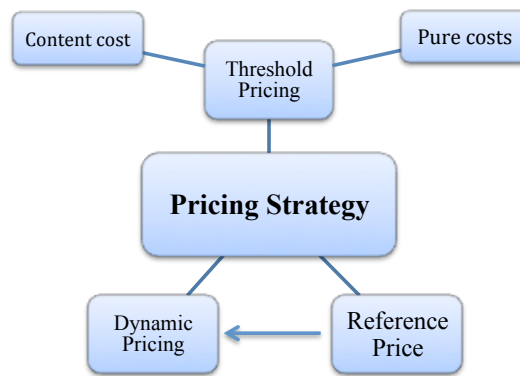 Content cost
Pure costs
Threshold
Pricing
Pricing Strategy
Dynamic
Pricing
Reference
Price